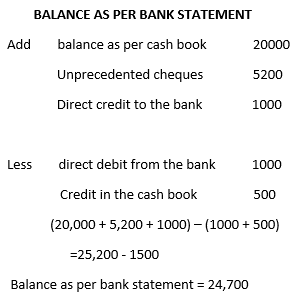 BALANCE AS PER BANK STATEMENT
Add balance as per cash book 20000
Unprecedented cheques 5200
Direct credit to the bank 1000
Less direct debit from the bank 1000
Credit in the cash book 500
(20,000 + 5,200 + 1000) – (1000 + 500)
=25,200 - 1500
Balance as per bank statement = 24,700